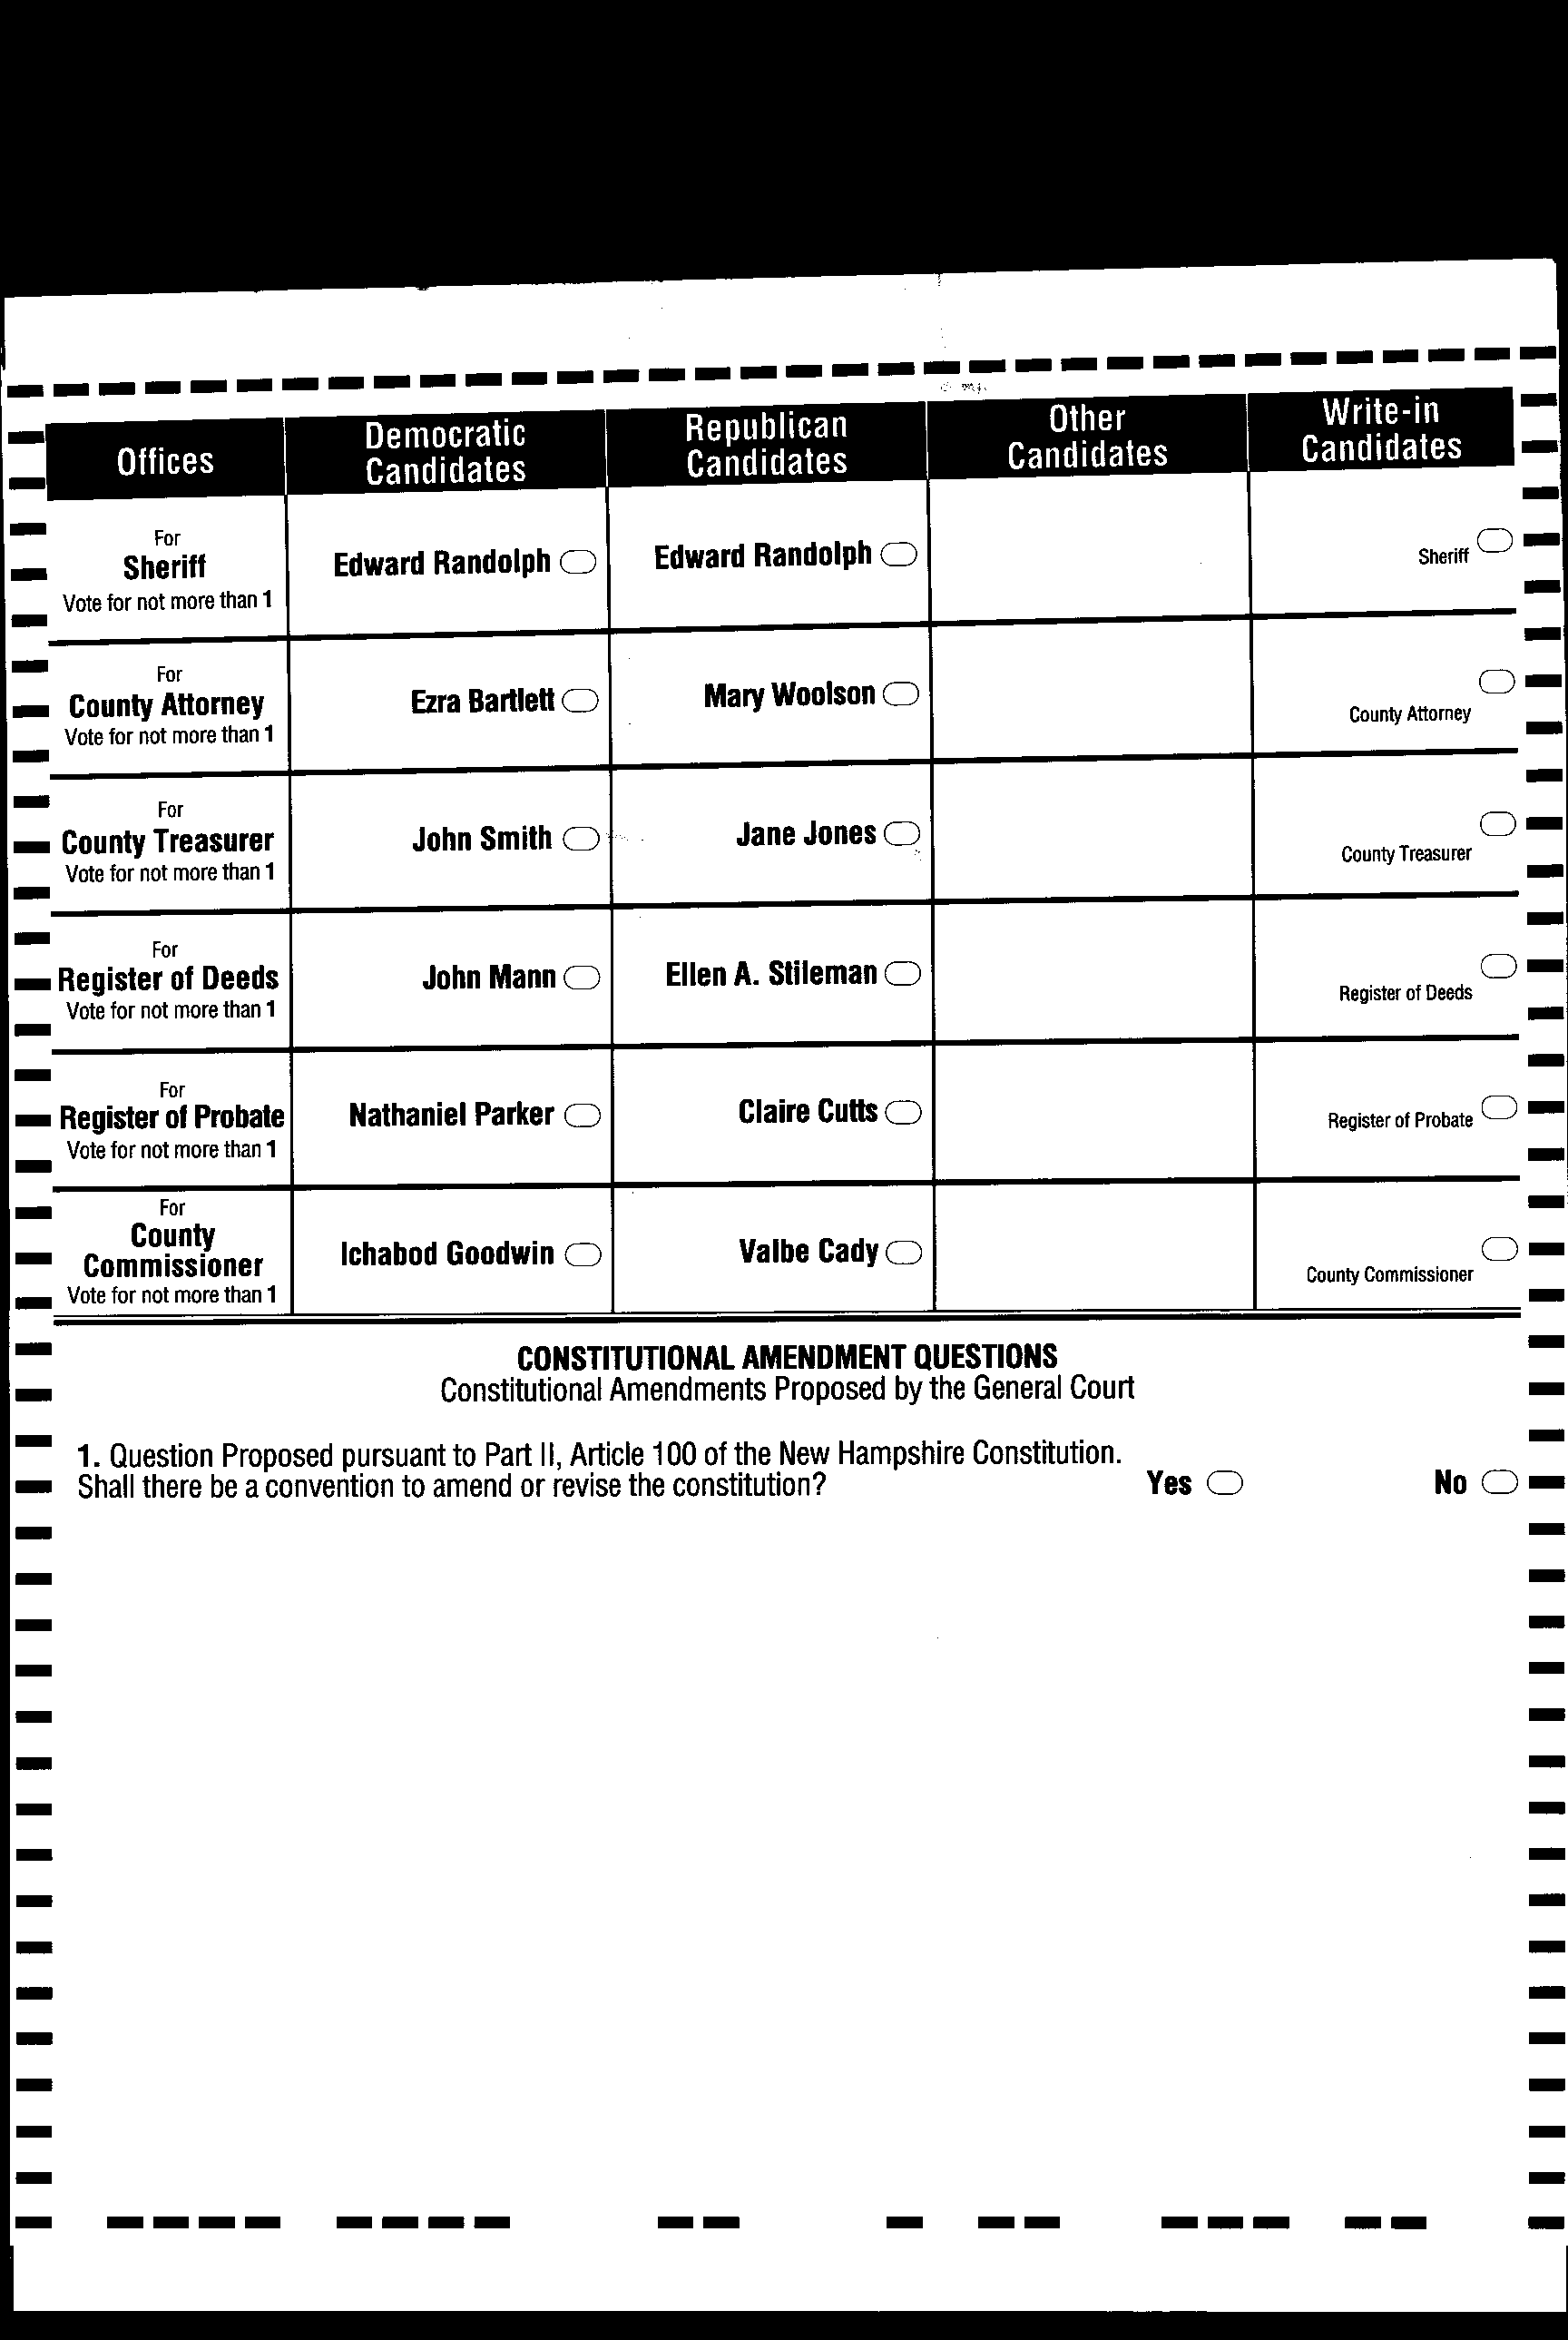 Offices
Democratic
Candidates
Republican
Candidates
Other
Candidates
Write-in
Candidates
For
Sheriff
Vote for not more than 1
Edward Randolph
Edward Randolph
Sheriff
For
County Attorney
Vote for not more than 1
Ezra Bartlett
Mary Woolson
County Attorney
For
County Treasurer
Vote for not more than 1
John Smith
Jane Jones
County Treasurer
For
Register of Deeds
Vote for not more than 1
John Mann
Ellen A. Stileman
Register of Deeds
For
Register of Probate
Vote for not more than 1
Nathaniel Parker
Claire Cutts
Register of Probate
For
County
Commissioner
Vote for not more than 1
Ichabod Goodwin
Valbe Cady
County Commissioner
CONSTITUTIONAL AMENDMENT QUESTIONS
Constitutional Amendments Proposed by the General Court
1. Question Proposed pursuant to Part II, Article 100 of the New Hampshire Constitution.
Shall there be a convention to amend or revise the constitution? Yes No